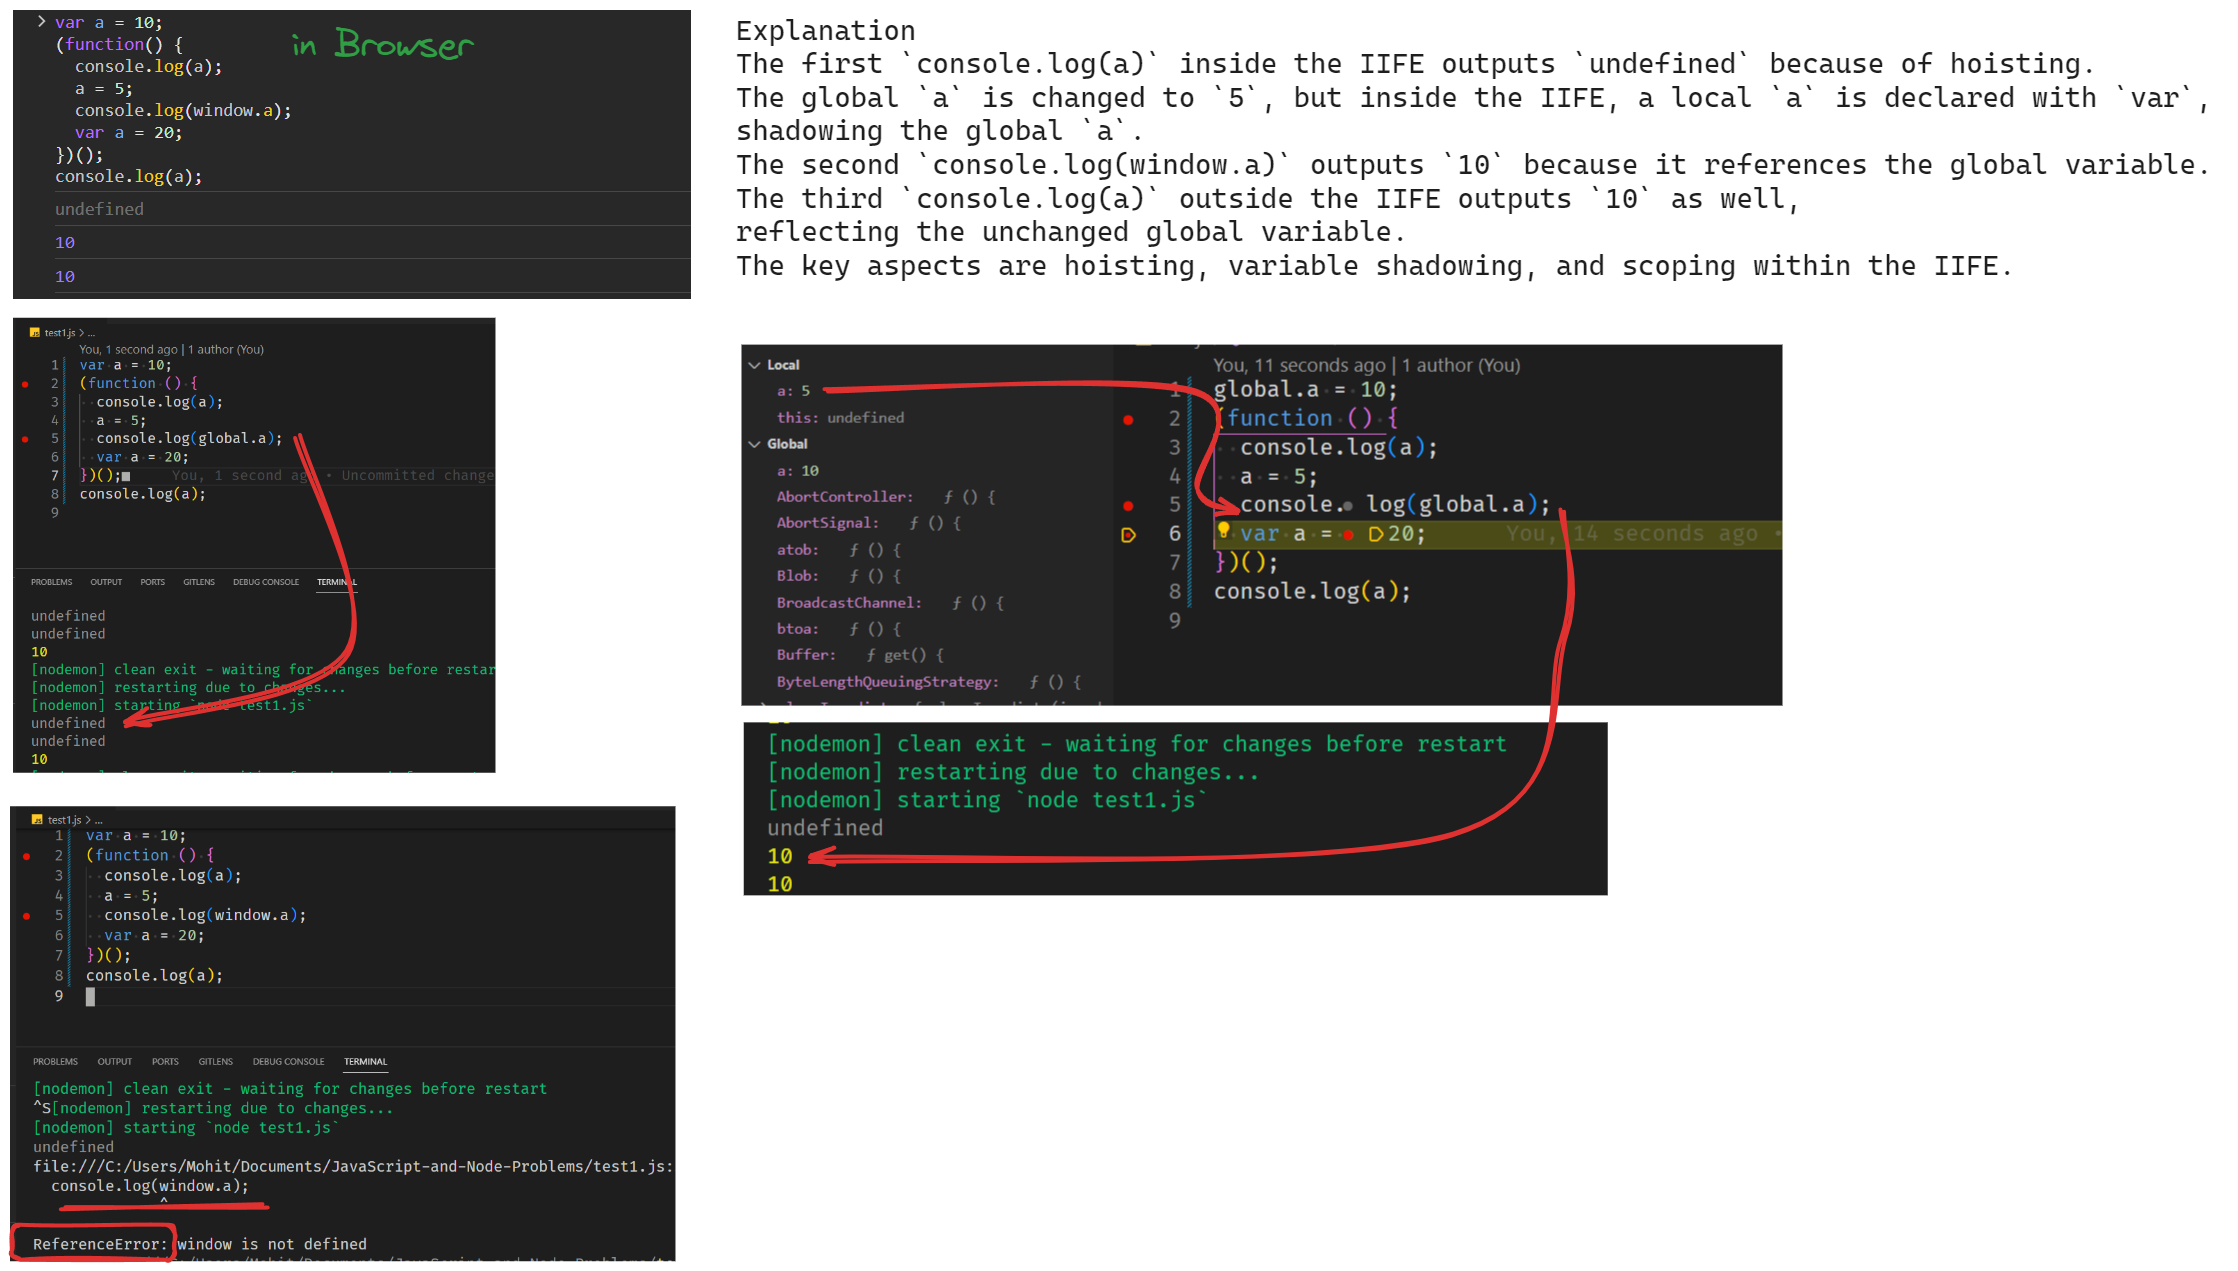 var a = 10;
(function() {
console.log(a);
a = 5;
console.log(window.a);
var a = 20;
})();
console.log(a);
undefined
10
10
in Browser
Explanation
The first `console.log(a)` inside the IIFE outputs `undefined` because of hoisting.
The global `a` is changed to `5`, but inside the IIFE, a local `a` is declared with `var`,
shadowing the global `a`.
The second `console.log(window.a)` outputs `10` because it references the global variable.
The third `console.log(a)` outside the IIFE outputs `10` as well,
reflecting the unchanged global variable.
The key aspects are hoisting, variable shadowing, and scoping within the IIFE.
JS test1.js > ...
You, 1 second ago | 1 author (You)
1 var a = 10;
2 (function () {
3 console.log(a);
4 a = 5;
5 console.log(global.a);
6 var a = 20;
7 })(); You, 1 second ago • Uncommitted change
8 console.log(a);
9
PROBLEMS OUTPUT PORTS GITLENS DEBUG CONSOLE TERMINAL
undefined
undefined
10
[nodemon] clean exit - waiting for changes before restar
[nodemon] restarting due to changes...
[nodemon] starting `node test1.js`
undefined
undefined
10
Local
a: 5
this: undefined
Global
a: 10
AbortController: ƒ () {
AbortSignal: ƒ () {
atob: ƒ () {
Blob: ƒ () {
BroadcastChannel: ƒ () {
btoa: ƒ () {
Buffer: ƒ get() {
ByteLengthQueuingStrategy: ƒ () {
You, 11 seconds ago | 1 author (You)
1 global.a = 10;
2 (function () {
3 console.log(a);
4 a = 5;
5 console. log(global.a);
6 var a = 20; You, 14 seconds ago •
7 })();
8 console.log(a);
9
[nodemon] clean exit - waiting for changes before restart
[nodemon] restarting due to changes...
[nodemon] starting `node test1.js`
undefined
10
10
JS test1.js > ...
1 var a = 10;
2 (function () {
3 console.log(a);
4 a = 5;
5 console.log(window.a);
6 var a = 20;
7 })();
8 console.log(a);
9
PROBLEMS OUTPUT PORTS GITLENS DEBUG CONSOLE TERMINAL
[nodemon] clean exit - waiting for changes before restart
^S[nodemon] restarting due to changes...
[nodemon] starting `node test1.js`
undefined
file:///C:/Users/Mohit/Documents/JavaScript-and-Node-Problems/test1.js:
console.log(window.a);
^
ReferenceError: window is not defined